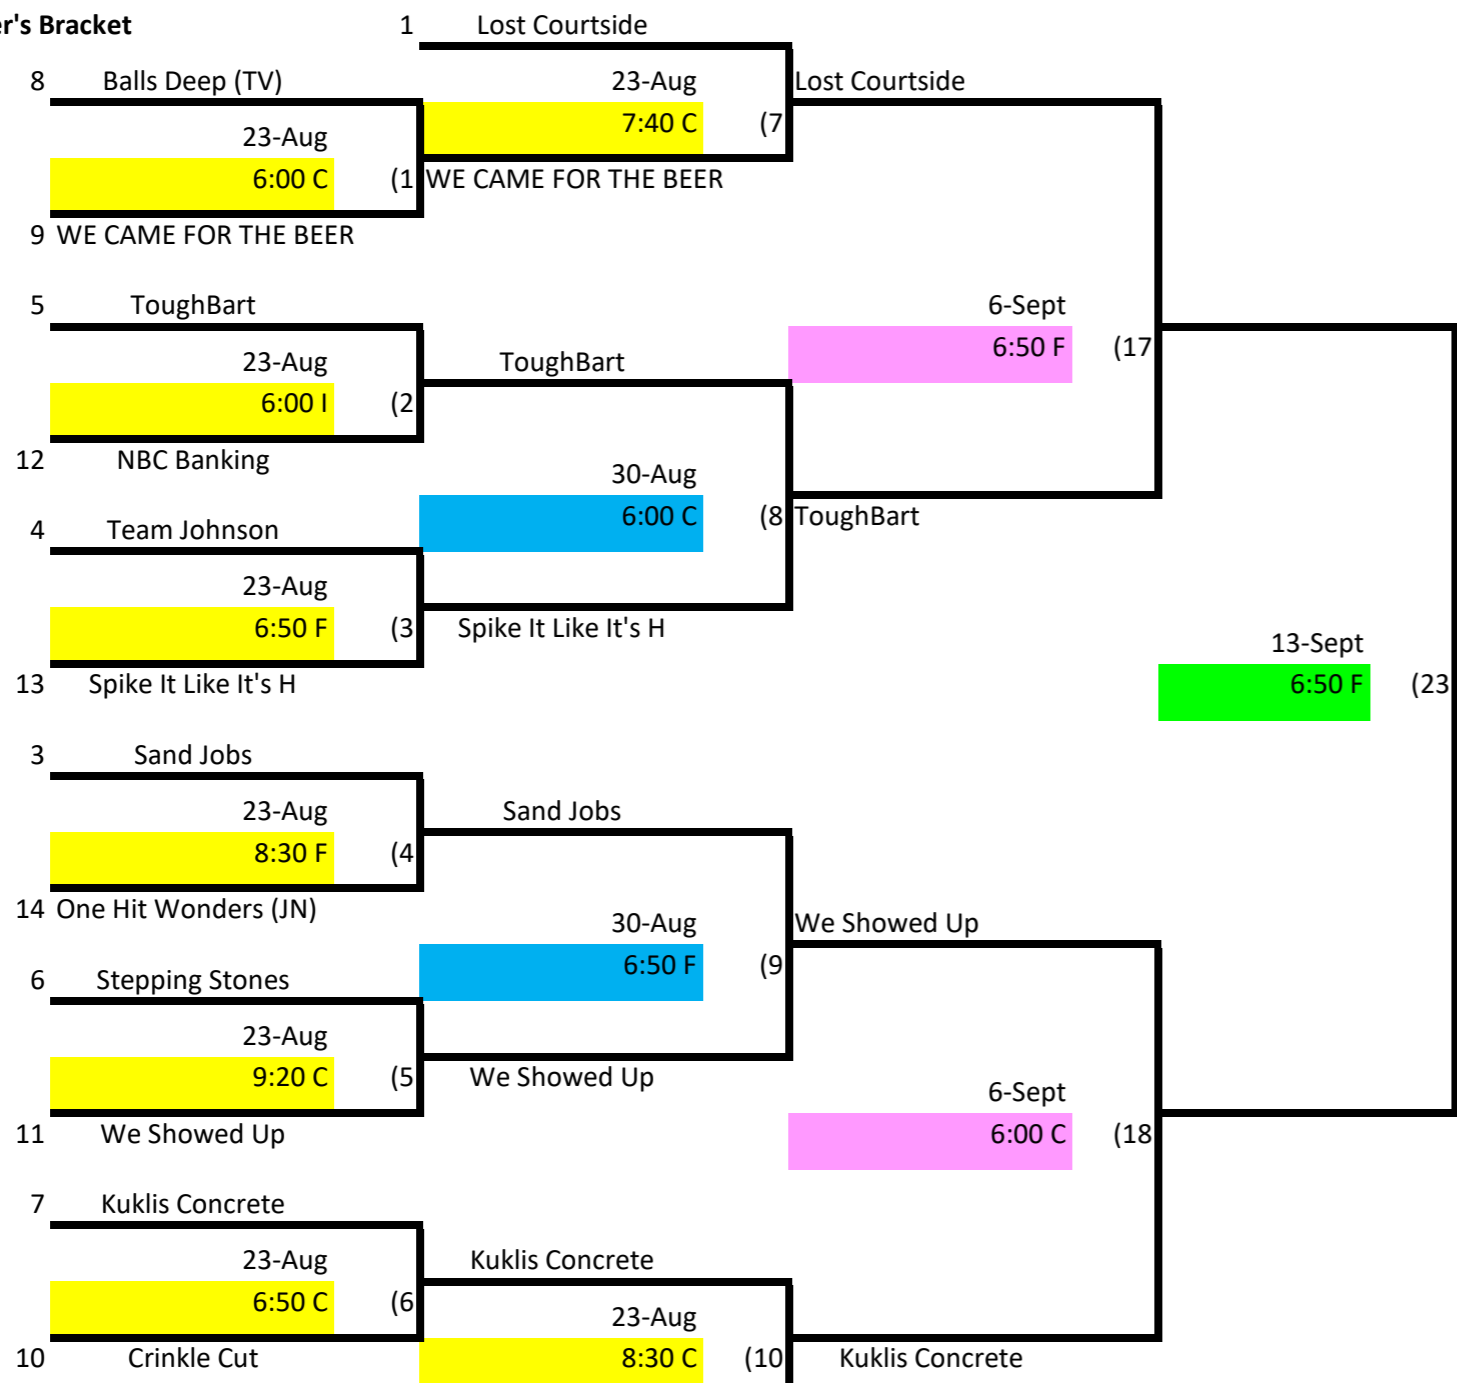 er's Bracket
1 Lost Courtside
8 Balls Deep (TV) 23-Aug Lost Courtside
7:40 C (7
23-Aug
6:00 C (1 WE CAME FOR THE BEER
9 WE CAME FOR THE BEER
5 ToughBart 6-Sept
6:50 F (17
23-Aug ToughBart
6:00 I (2
12 NBC Banking
30-Aug
4 Team Johnson 6:00 C (8 ToughBart
23-Aug
6:50 F (3 Spike It Like It's H
13-Sept
13 Spike It Like It's H 6:50 F (23
3 Sand Jobs
23-Aug Sand Jobs
8:30 F (4
14 One Hit Wonders (JN)
30-Aug We Showed Up
6:50 F (9
6 Stepping Stones
23-Aug
9:20 C (5 We Showed Up
6-Sept
11 We Showed Up 6:00 C (18
7 Kuklis Concrete
23-Aug Kuklis Concrete
6:50 C (6
23-Aug
10 Crinkle Cut 8:30 C (10 Kuklis Concrete